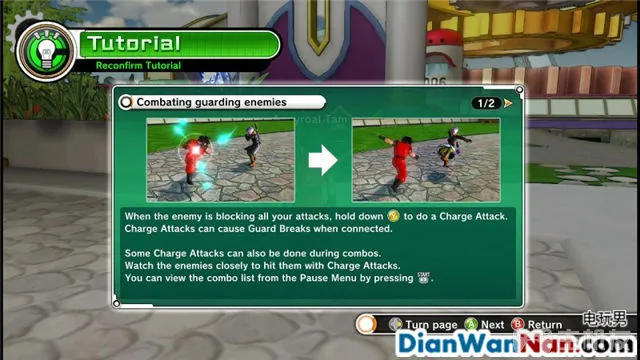 Tutorial
Reconfirm Tutorial
006
Combating guarding enemies
1/2
When the enemy is blocking all your attacks, hold down Y to do a Charge Attack.
Charge Attacks can cause Guard Breaks when connected.
Some Charge Attacks can also be done during combos.
Watch the enemies closely to hit them with Charge Attacks.
You can view the combo list from the Pause Menu by pressing START.
Turn page A Next B Return
电玩男
DianWanNan.com